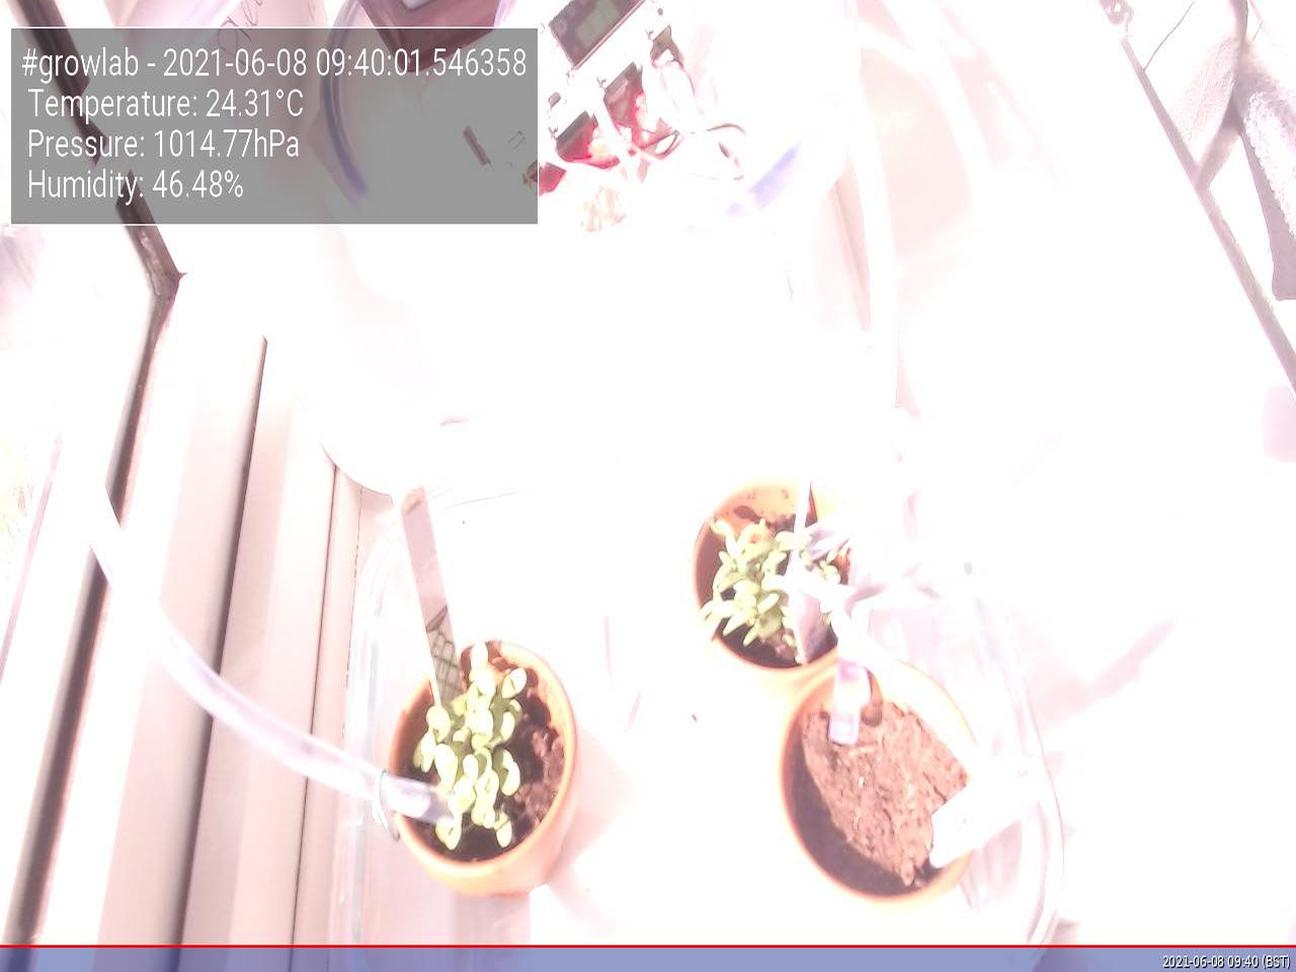 #growlab - 2021-06-08 09:40:01.546358
Temperature: 24.31°C
Pressure: 1014.77hPa
Humidity: 46.48%
2021-06-08 09:40 (BST)